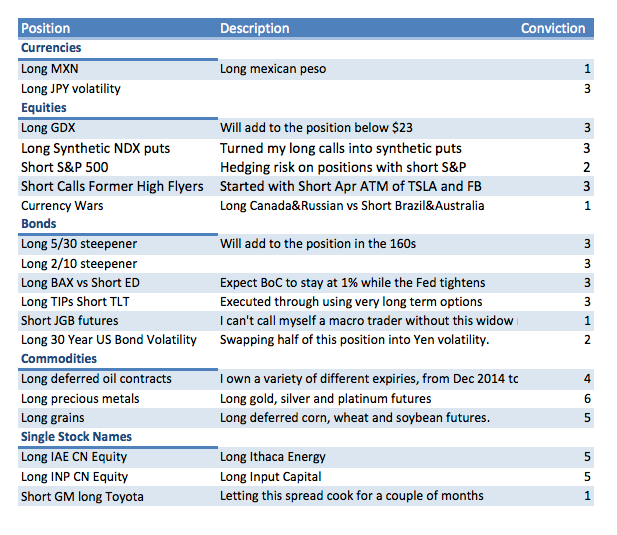 Position Description Conviction
Currencies
Long MXN Long mexican peso 1
Long JPY volatility 3
Equities
Long GDX Will add to the position below $23 3
Long Synthetic NDX puts Turned my long calls into synthetic puts 3
Short S&P 500 Hedging risk on positions with short S&P 2
Short Calls Former High Flyers Started with Short Apr ATM of TSLA and FB 3
Currency Wars Long Canada&Russian vs Short Brazil&Australia 1
Bonds
Long 5/30 steepener Will add to the position in the 160s 3
Long 2/10 steepener 3
Long BAX vs Short ED Expect BoC to stay at 1% while the Fed tightens 3
Long TIPs Short TLT Executed through using very long term options 3
Short JGB futures I can't call myself a macro trader without this widow 1
Long 30 Year US Bond Volatility Swapping half of this position into Yen volatility. 2
Commodities
Long deferred oil contracts I own a variety of different expiries, from Dec 2014 to 4
Long precious metals Long gold, silver and platinum futures 6
Long grains Long deferred corn, wheat and soybean futures. 5
Single Stock Names
Long IAE CN Equity Long Ithaca Energy 5
Long INP CN Equity Long Input Capital 5
Short GM long Toyota Letting this spread cook for a couple of months 1